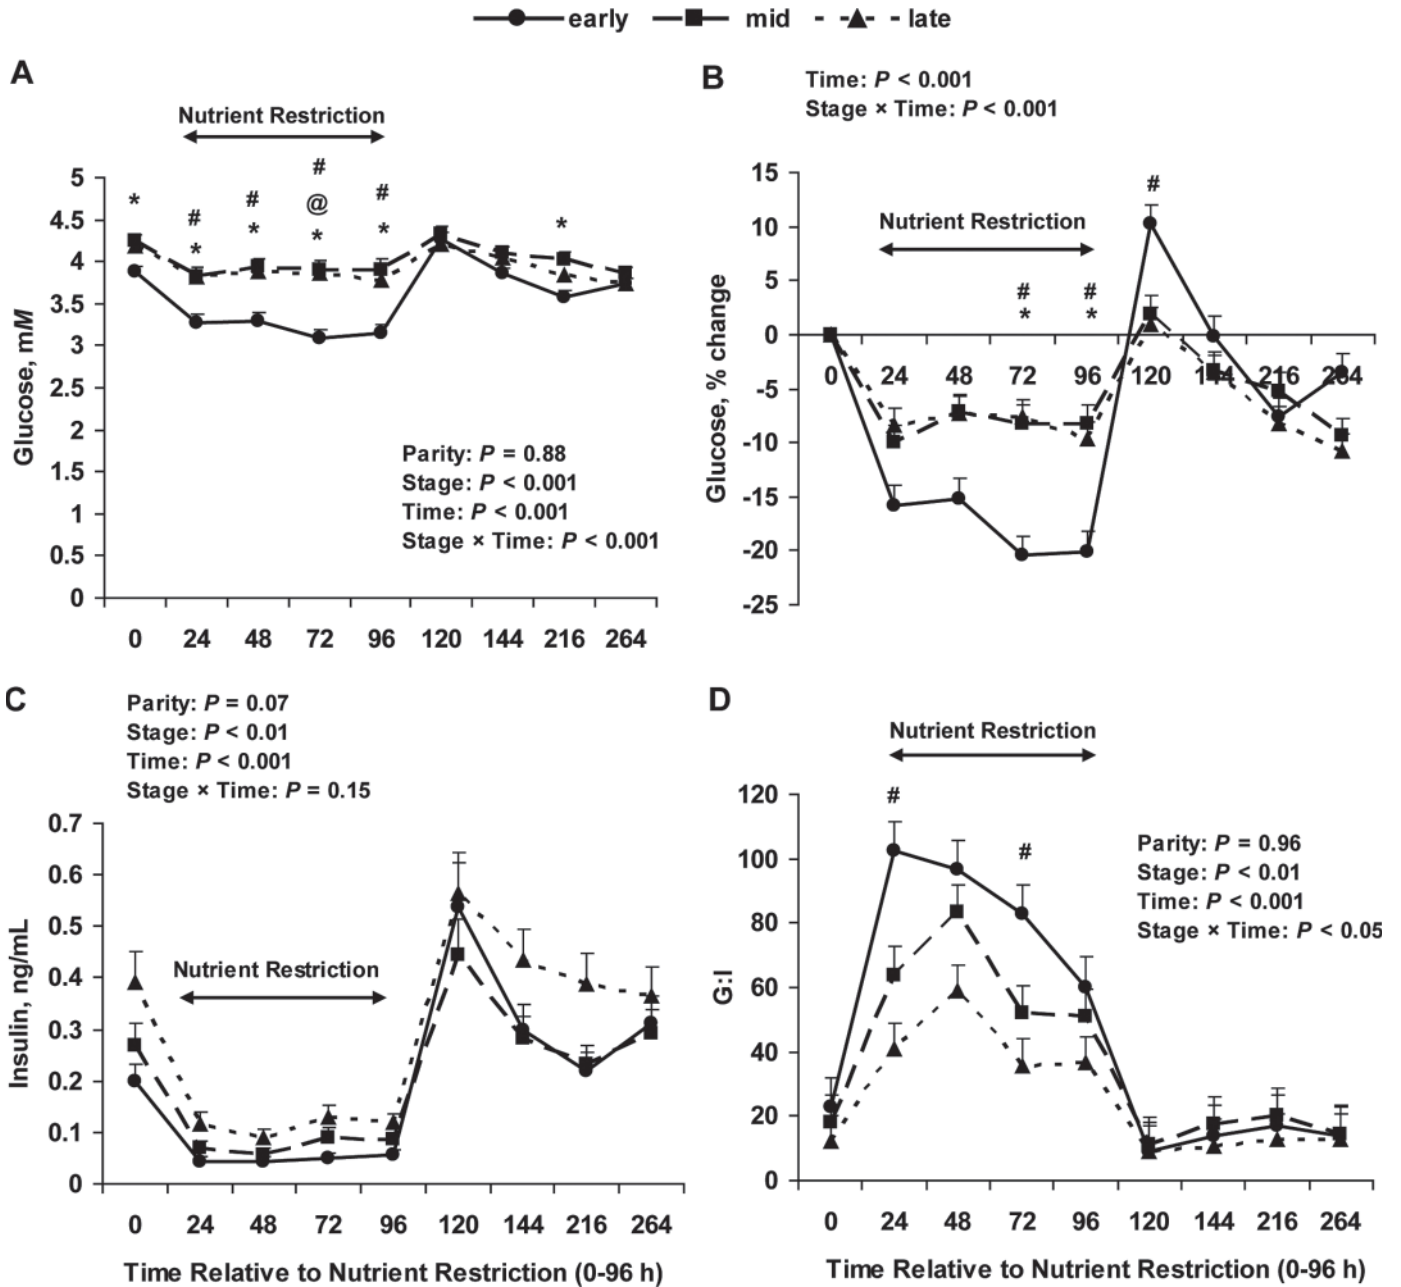 early mid late
A
Nutrient Restriction
#
@
*
* # * # * # * *
5
4.5
4
3.5
3
2.5
2
1.5
1
0.5
0
Glucose, mM
Parity: P = 0.88
Stage: P < 0.001
Time: P < 0.001
Stage × Time: P < 0.001
0 24 48 72 96 120 144 216 264
B
Time: P < 0.001
Stage × Time: P < 0.001
Nutrient Restriction
#
# #
* *
15
10
5
0
-5
-10
-15
-20
-25
Glucose, % change
0 24 48 72 96 120 144 216 264
C
Parity: P = 0.07
Stage: P < 0.01
Time: P < 0.001
Stage × Time: P = 0.15
Nutrient Restriction
0.7
0.6
0.5
0.4
0.3
0.2
0.1
0
Insulin, ng/mL
0 24 48 72 96 120 144 216 264
Time Relative to Nutrient Restriction (0-96 h)
D
Nutrient Restriction
#
#
120
100
80
60
40
20
0
G:I
Parity: P = 0.96
Stage: P < 0.01
Time: P < 0.001
Stage × Time: P < 0.05
0 24 48 72 96 120 144 216 264
Time Relative to Nutrient Restriction (0-96 h)